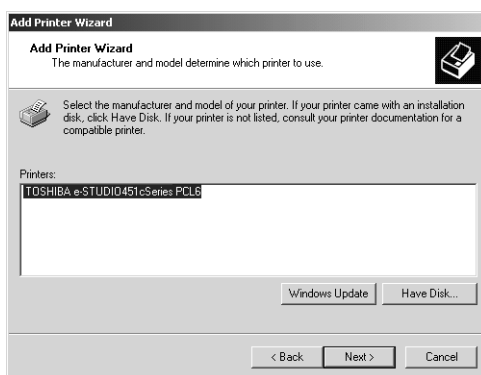 Add Printer Wizard
Add Printer Wizard
The manufacturer and model determine which printer to use.
Select the manufacturer and model of your printer. If your printer came with an installation
disk, click Have Disk. If your printer is not listed, consult your printer documentation for a
compatible printer.
Printers:
TOSHIBA e-STUDIO451cSeries PCL6
Windows Update
Have Disk...
< Back
Next >
Cancel